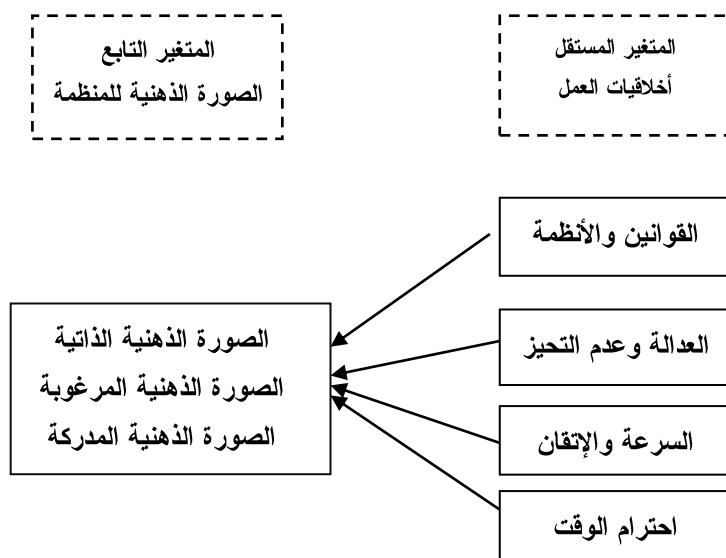 المتغير المستقل
أخلاقيات العمل
المتغير التابع
الصورة الذهنية للمنظمة
القوانين والأنظمة
العدالة وعدم التحيز
السرعة والإتقان
احترام الوقت
الصورة الذهنية الذاتية
الصورة الذهنية المرغوبة
الصورة الذهنية المدركة